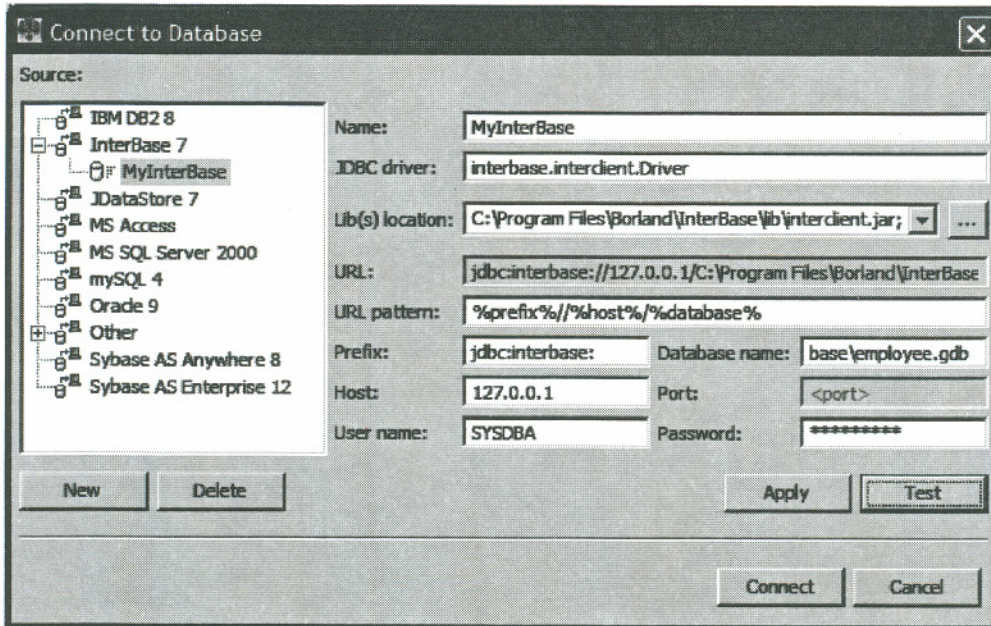 Connect to Database
Source:
IBM DB2 8
InterBase 7
MyInterBase
JDataStore 7
MS Access
MS SQL Server 2000
mySQL 4
Oracle 9
Other
Sybase AS Anywhere 8
Sybase AS Enterprise 12
New Delete
Name: MyInterBase
JDBC driver: interbase.interclient.Driver
Lib(s) location: C:\Program Files\Borland\InterBase\lib\interclient.jar; ...
URL: jdbc:interbase://127.0.0.1/C:\Program Files\Borland\InterBase
URL pattern: %prefix%//%host%/%database%
Prefix: jdbc:interbase: Database name: base\employee.gdb
Host: 127.0.0.1 Port: <port>
User name: SYSDBA Password: *********
Apply Test
Connect Cancel